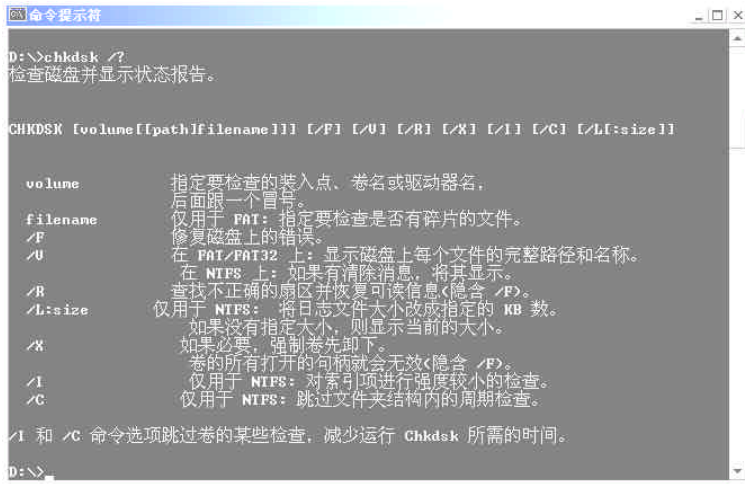 命令提示符
D:\>chkdsk /?
检查磁盘并显示状态报告。
CHKDSK [volume[[path]filename]]] [/F] [/V] [/R] [/X] [/I] [/C] [/L[:size]]
volume 指定要检查的装入点、卷名或驱动器名,
后面跟一个冒号。
filename 仅用于 FAT: 指定要检查是否有碎片的文件。
/F 修复磁盘上的错误。
/V 在 FAT/FAT32 上: 显示磁盘上每个文件的完整路径和名称。
在 NTFS 上: 如果有清除消息, 将其显示。
/R 查找不正确的扇区并恢复可读信息(隐含 /F)。
/L:size 仅用于 NTFS: 将日志文件大小改成指定的 KB 数。
如果没有指定大小, 则显示当前的大小。
/X 如果必要, 强制卷先卸下。
卷的所有打开的句柄就会无效(隐含 /F)。
/I 仅用于 NTFS: 对索引项进行强度较小的检查。
/C 仅用于 NTFS: 跳过文件夹结构内的周期检查。
/I 和 /C 命令选项跳过卷的某些检查, 减少运行 Chkdsk 所需的时间。
D:\>_